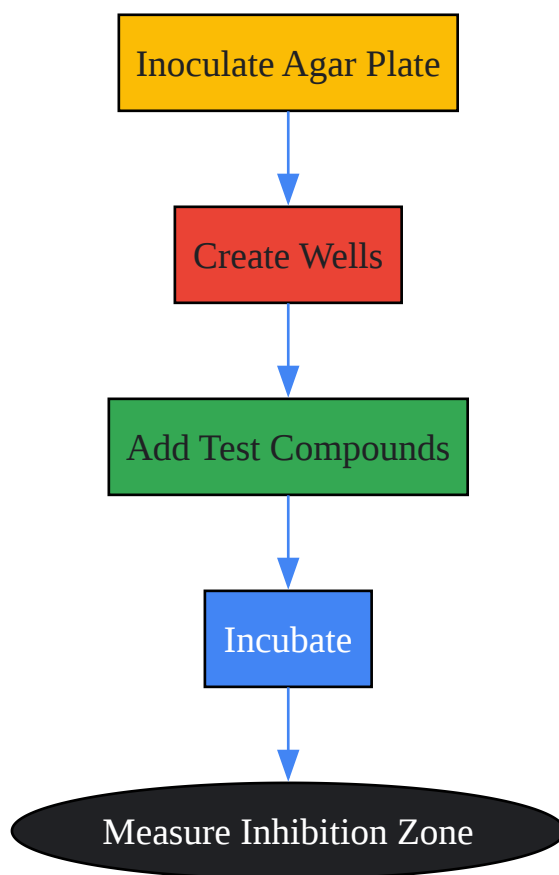 Inoculate Agar Plate
Create Wells
Add Test Compounds
Incubate
Measure Inhibition Zone